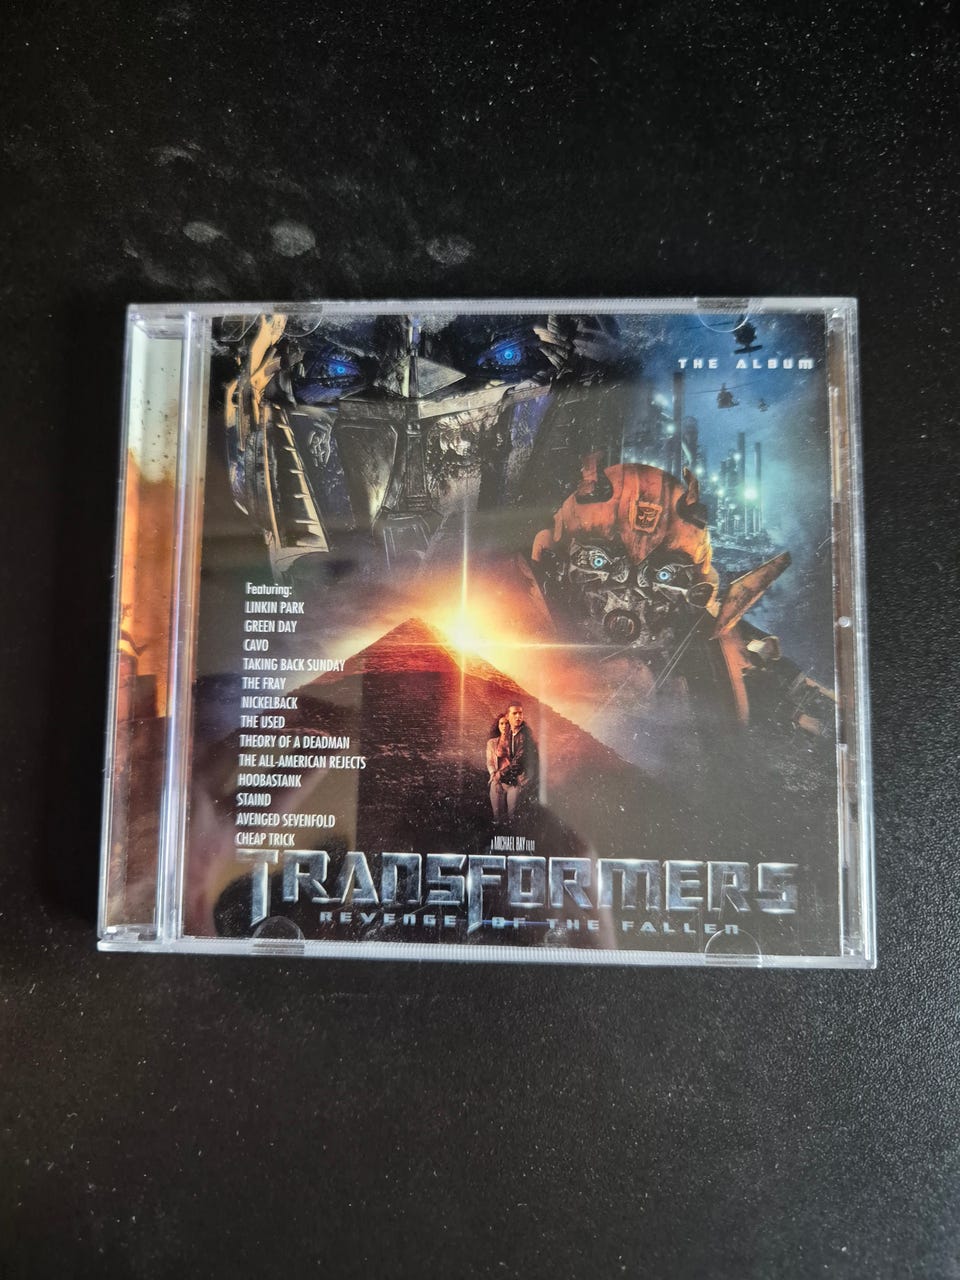 THE ALBUM
Featuring:
LINKIN PARK
GREEN DAY
CAVO
TAKING BACK SUNDAY
THE FRAY
NICKELBACK
THE USED
THEORY OF A DEADMAN
THE ALL-AMERICAN REJECTS
HOOBASTANK
STAIND
AVENGED SEVENFOLD
CHEAP TRICK
A MICHAEL BAY FILM
TRANSFORMERS
REVENGE OF THE FALLEN